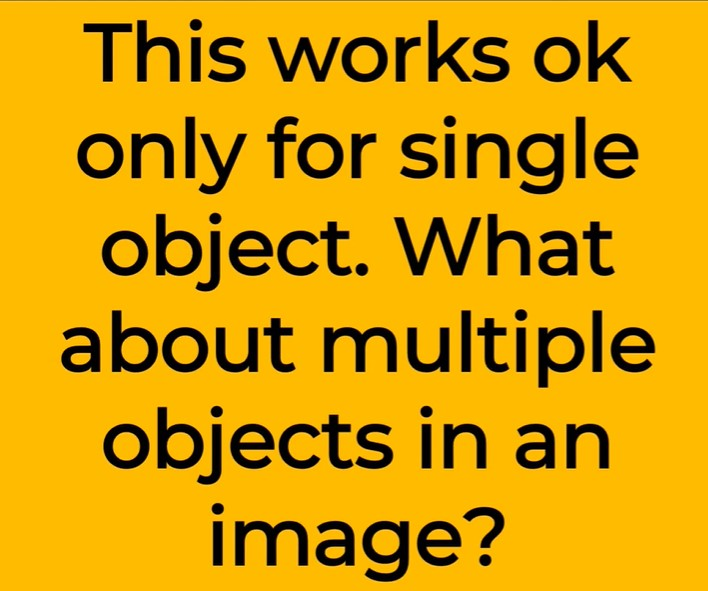 This works ok
only for single
object. What
about multiple
objects in an
image?